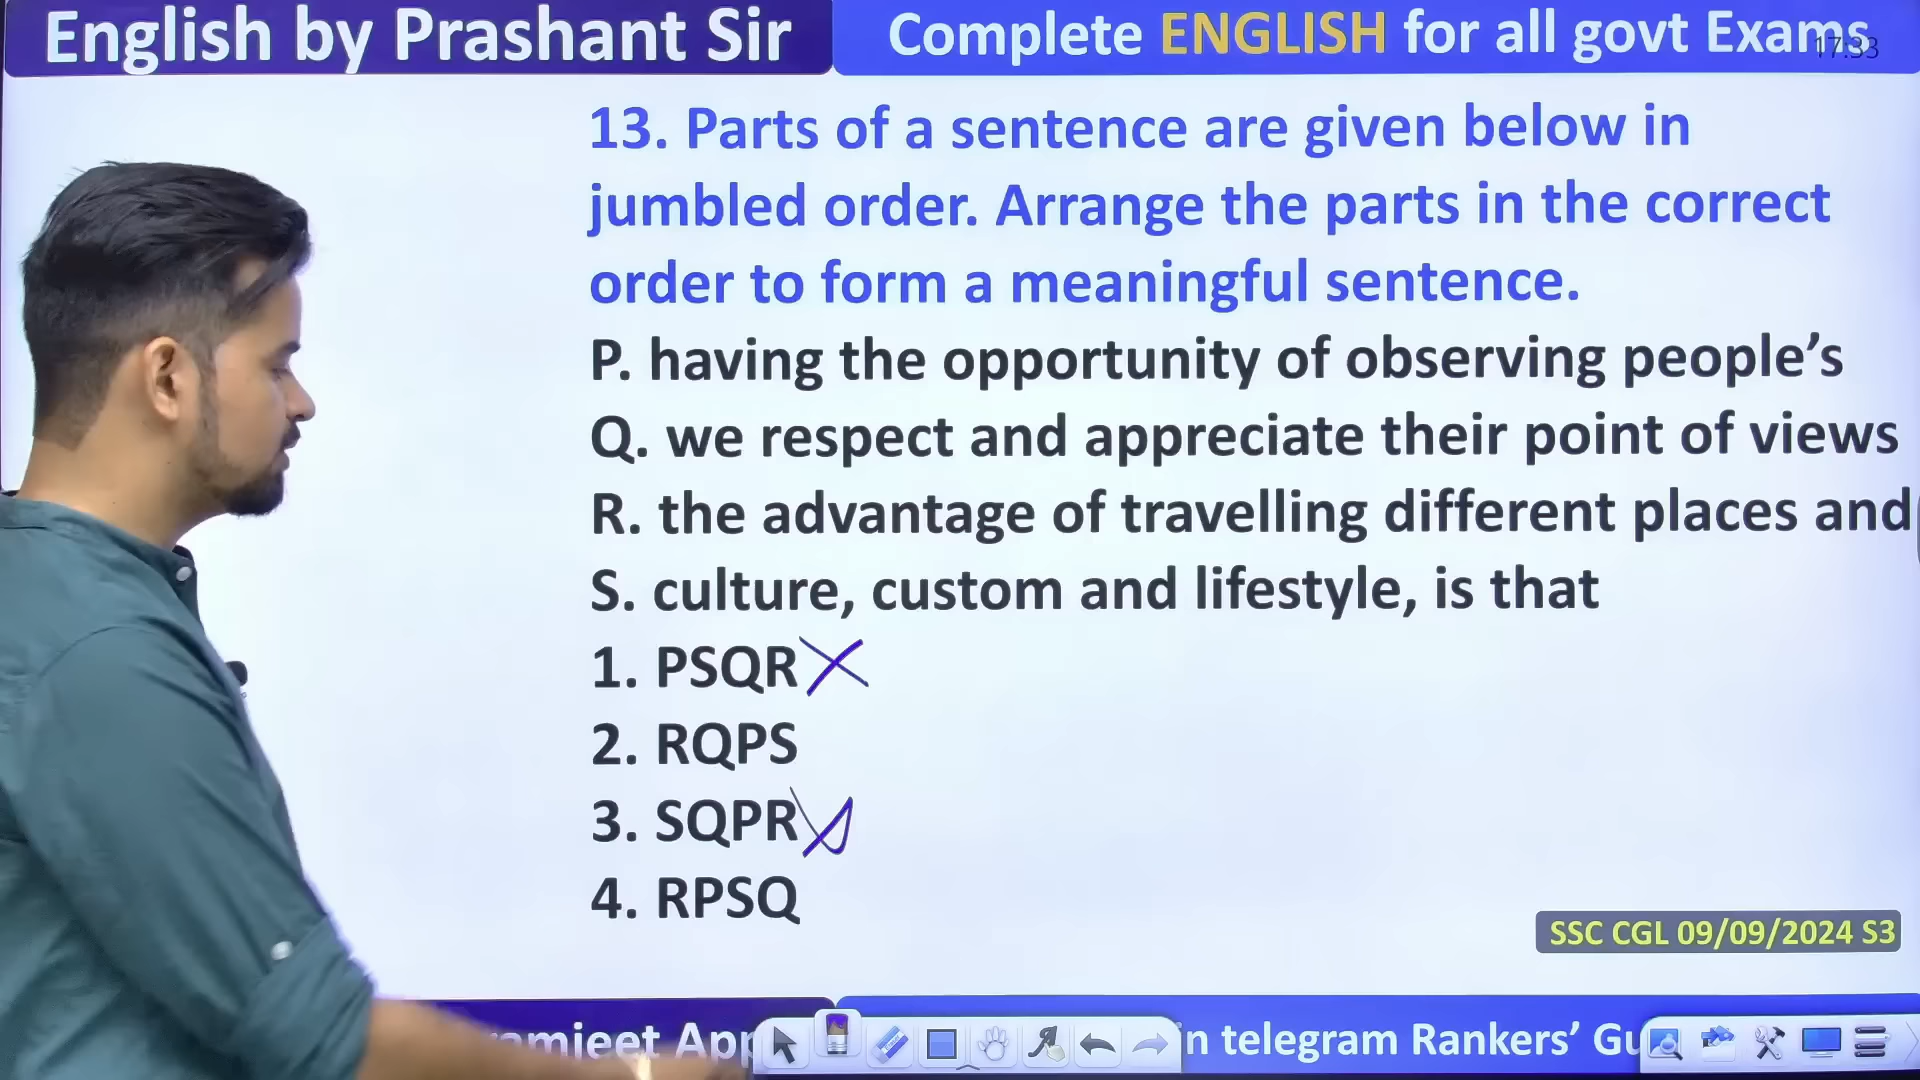 English by Prashant Sir
Complete ENGLISH for all govt Exams
17:33
13. Parts of a sentence are given below in
jumbled order. Arrange the parts in the correct
order to form a meaningful sentence.
P. having the opportunity of observing people’s
Q. we respect and appreciate their point of views
R. the advantage of travelling different places and
S. culture, custom and lifestyle, is that
1. PSQR
2. RQPS
3. SQPR
4. RPSQ
SSC CGL 09/09/2024 S3
in telegram Rankers’